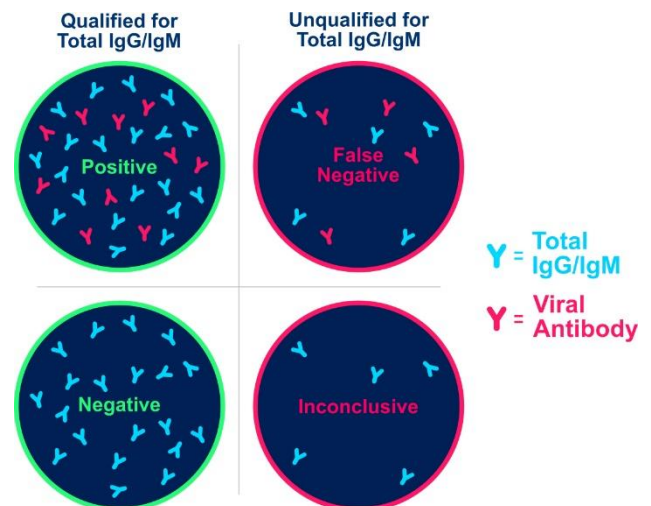 Qualified for
Total IgG/IgM
Unqualified for
Total IgG/IgM
Positive
False
Negative
= Total
IgG/IgM
= Viral
Antibody
Negative
Inconclusive